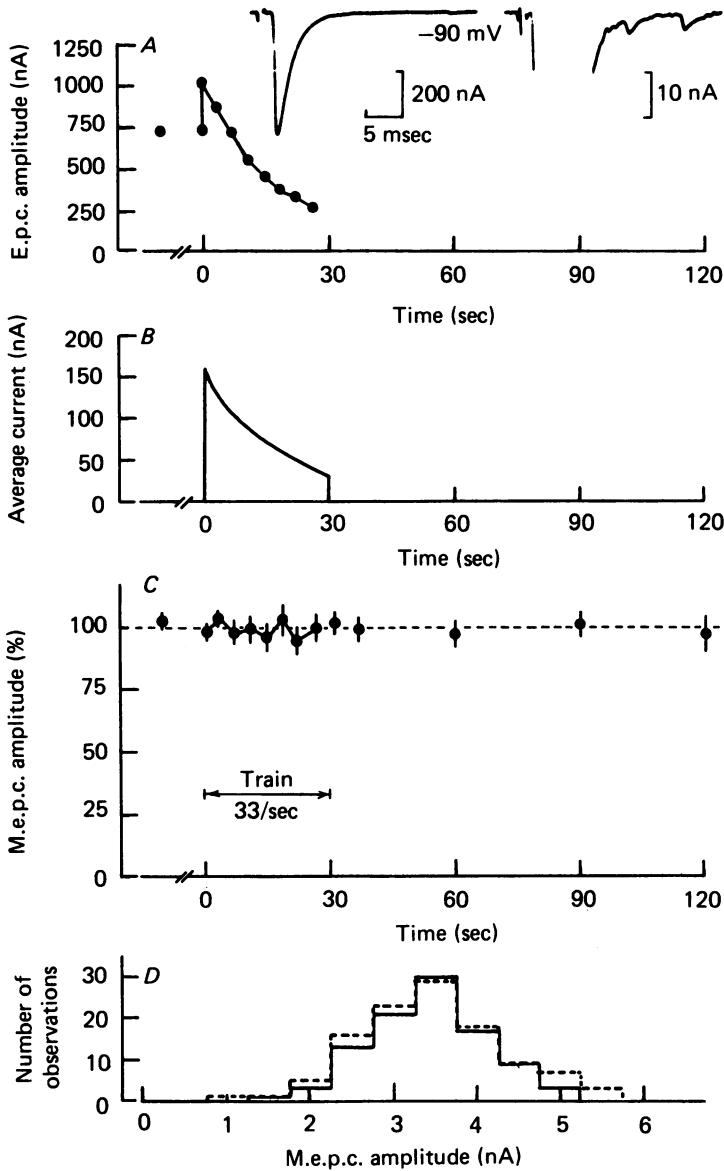 A
E.p.c. amplitude (nA)
1250
1000
750
500
250
0
−90 mV
200 nA
5 msec
10 nA
0 30 60 90 120
Time (sec)
B
Average current (nA)
200
150
100
50
0
0 30 60 90 120
Time (sec)
C
M.e.p.c. amplitude (%)
100
75
50
25
0
Train
33/sec
0 30 60 90 120
Time (sec)
D
Number of
observations
30
20
10
0
0 1 2 3 4 5 6
M.e.p.c. amplitude (nA)